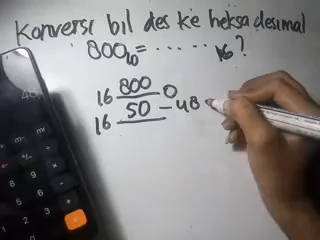 Konversi bil des ke heksa desimal
800₁₀ = ...... ₁₆ ?
16 800 0
16 50 - 48